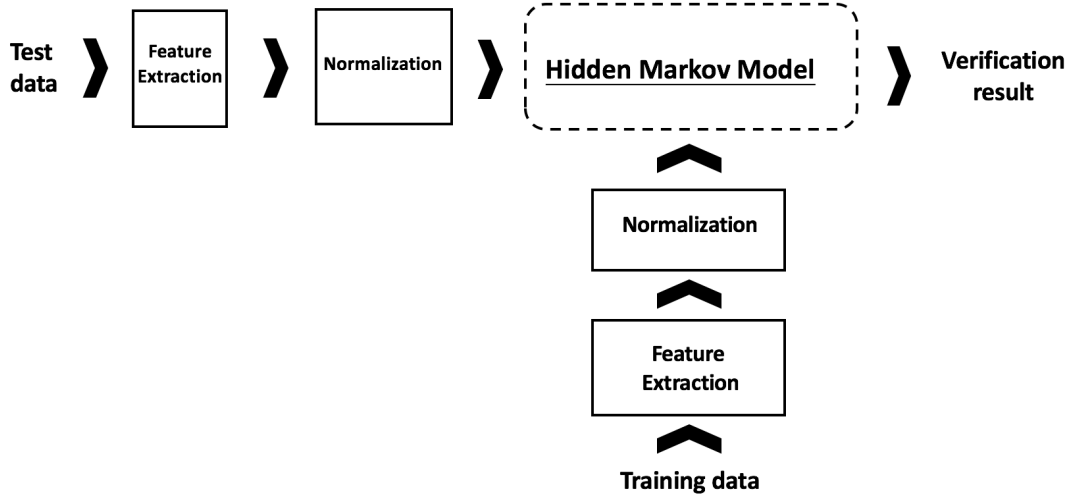 Test
data
Feature
Extraction
Normalization
Hidden Markov Model
Verification
result
Normalization
Feature
Extraction
Training data